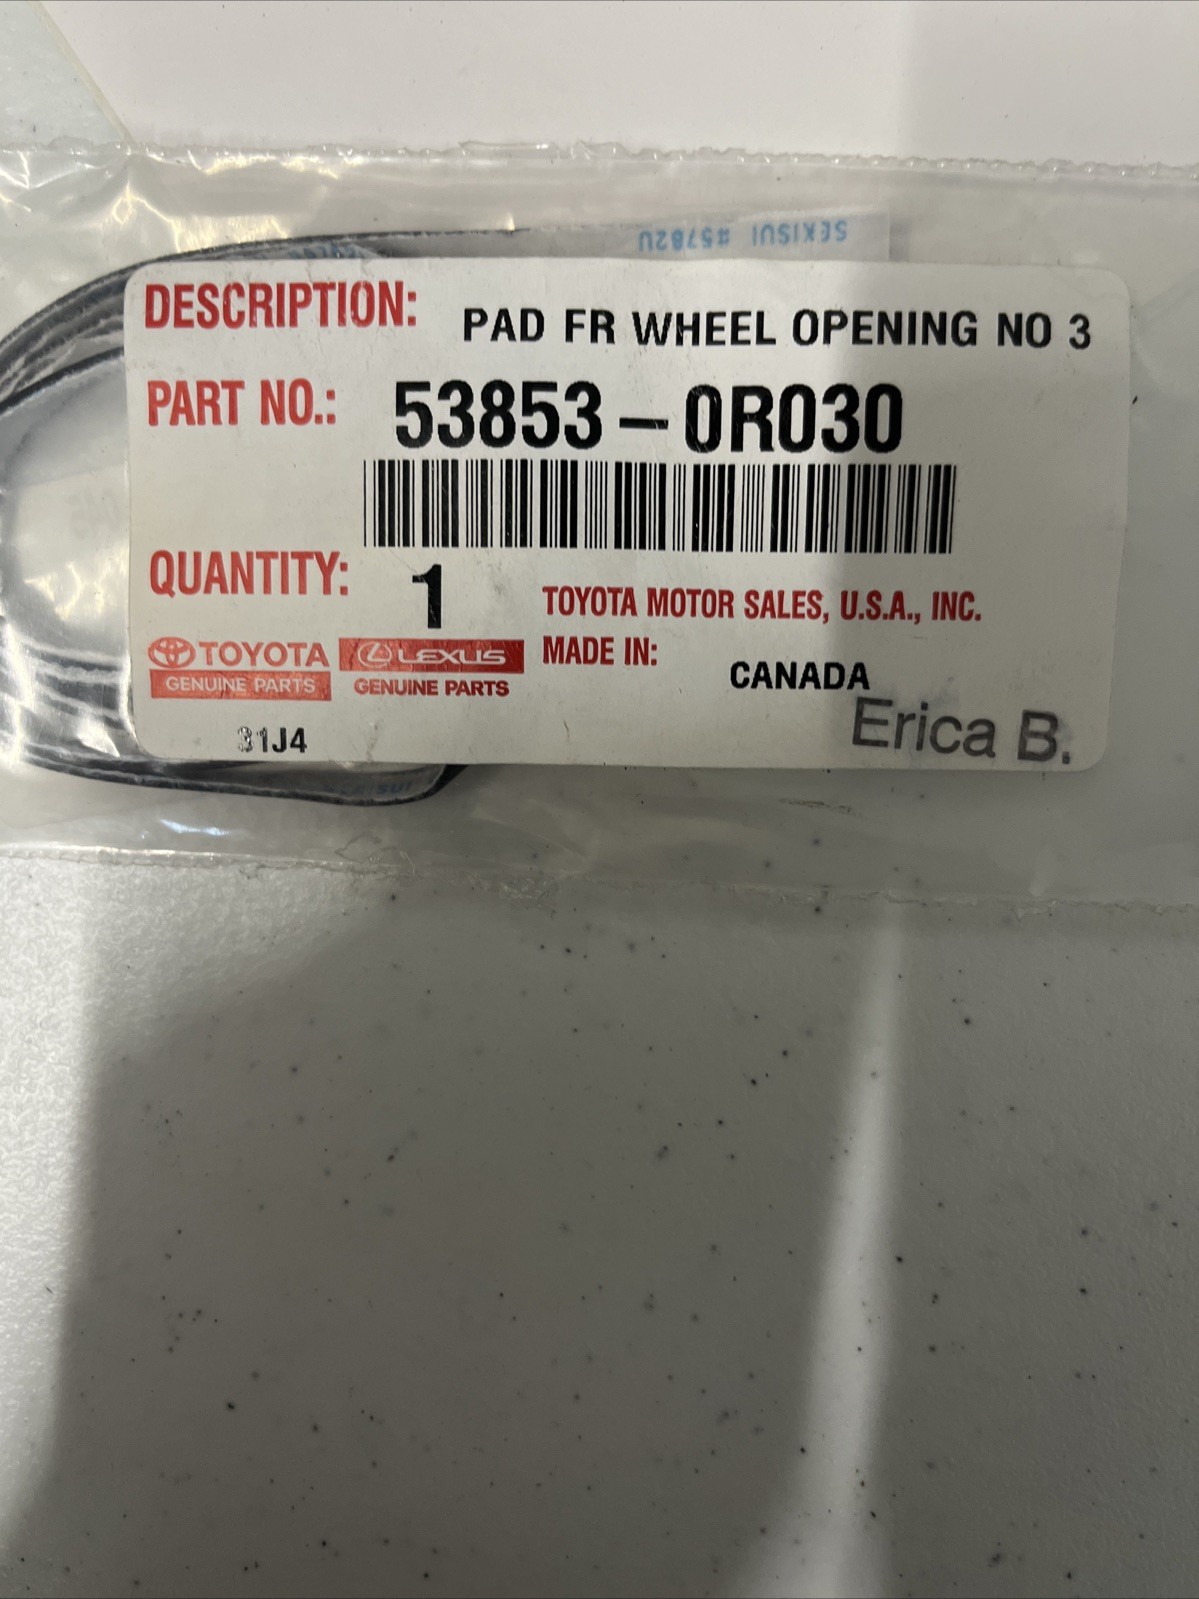 SEKISUI #5782U
DESCRIPTION: PAD FR WHEEL OPENING NO 3
PART NO.: 53853-0R030
QUANTITY: 1
TOYOTA MOTOR SALES, U.S.A., INC.
TOYOTA
GENUINE PARTS
LEXUS
GENUINE PARTS
MADE IN: CANADA
31J4
Erica B.